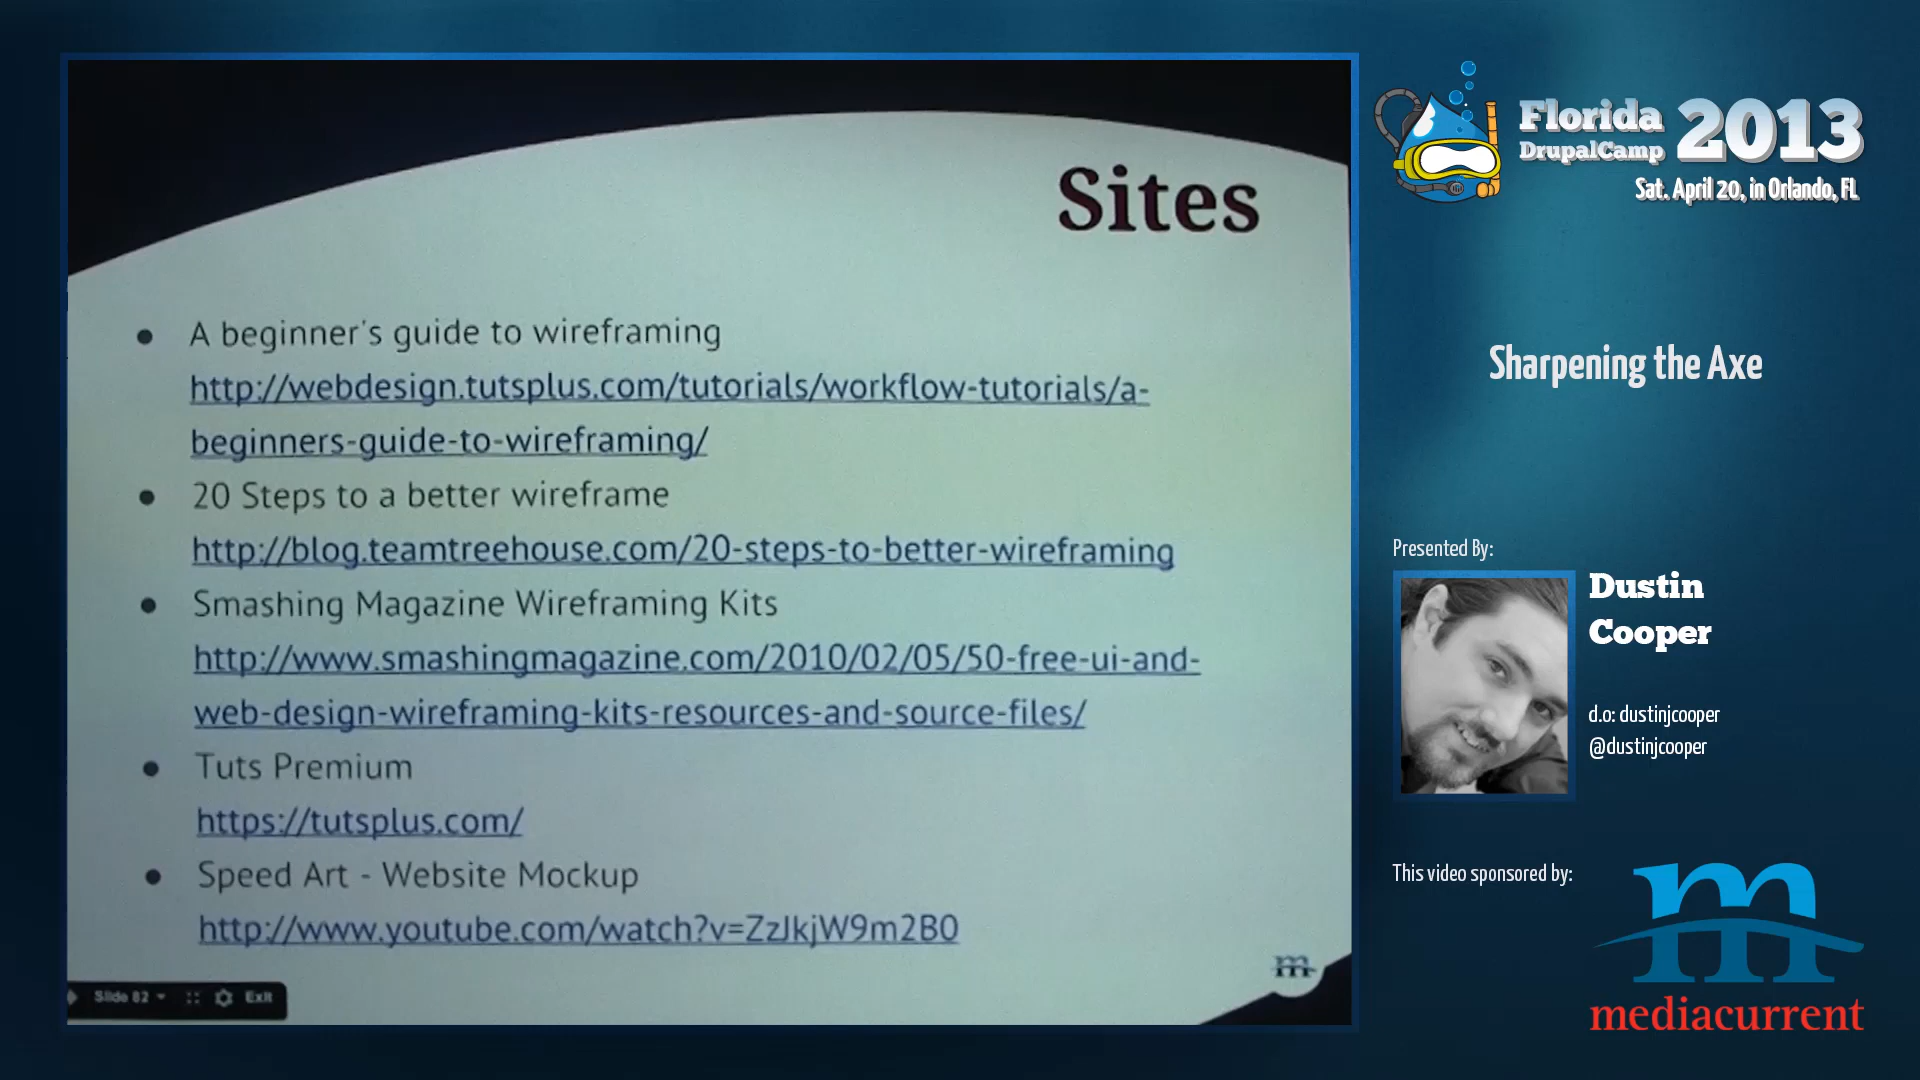 Sites
A beginner's guide to wireframing
http://webdesign.tutsplus.com/tutorials/workflow-tutorials/a-
beginners-guide-to-wireframing/
20 Steps to a better wireframe
http://blog.teamtreehouse.com/20-steps-to-better-wireframing
Smashing Magazine Wireframing Kits
http://www.smashingmagazine.com/2010/02/05/50-free-ui-and-
web-design-wireframing-kits-resources-and-source-files/
Tuts Premium
https://tutsplus.com/
Speed Art - Website Mockup
http://www.youtube.com/watch?v=ZzJkjW9m2B0
m
Slide 82 Exit
Florida
DrupalCamp
2013
Sat. April 20, in Orlando, FL
Sharpening the Axe
Presented By:
Dustin
Cooper
d.o: dustinjcooper
@dustinjcooper
This video sponsored by:
m
mediacurrent